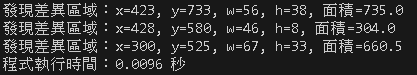 發現差異區域：x=423, y=733, w=56, h=38, 面積=735.0
發現差異區域：x=428, y=580, w=46, h=8, 面積=304.0
發現差異區域：x=300, y=525, w=67, h=33, 面積=660.5
程式執行時間：0.0096 秒